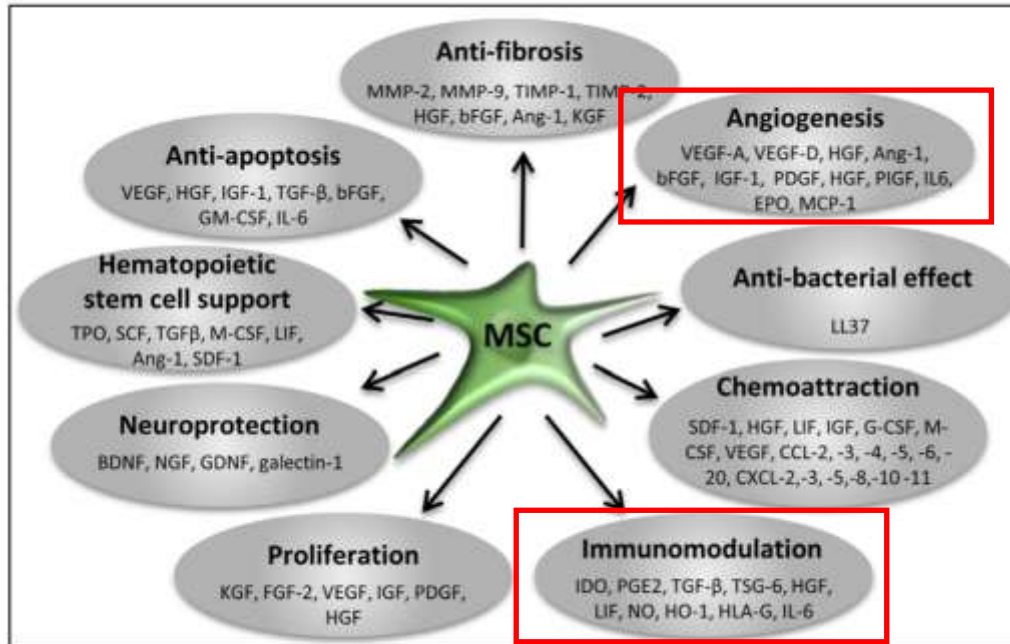 Anti-fibrosis
MMP-2, MMP-9, TIMP-1, TIMP-2,
HGF, bFGF, Ang-1, KGF
Angiogenesis
VEGF-A, VEGF-D, HGF, Ang-1,
bFGF, IGF-1, PDGF, HGF, PIGF, IL6,
EPO, MCP-1
Anti-apoptosis
VEGF, HGF, IGF-1, TGF-β, bFGF,
GM-CSF, IL-6
Hematopoietic
stem cell support
TPO, SCF, TGFβ, M-CSF, LIF,
Ang-1, SDF-1
Anti-bacterial effect
LL37
MSC
Chemoattraction
SDF-1, HGF, LIF, IGF, G-CSF, M-
CSF, VEGF, CCL-2, -3, -4, -5, -6, -
20, CXCL-2,-3, -5,-8,-10 -11
Neuroprotection
BDNF, NGF, GDNF, galectin-1
Proliferation
KGF, FGF-2, VEGF, IGF, PDGF,
HGF
Immunomodulation
IDO, PGE2, TGF-β, TSG-6, HGF,
LIF, NO, HO-1, HLA-G, IL-6